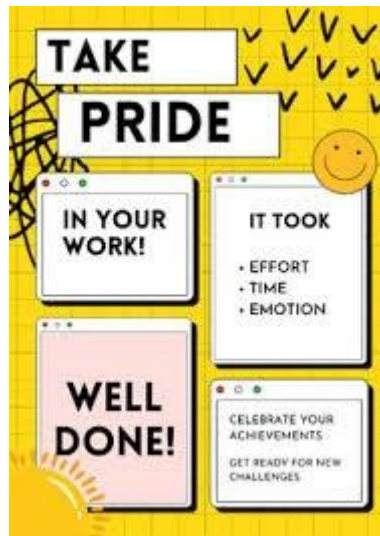 TAKE
PRIDE
IN YOUR
WORK!
IT TOOK
• EFFORT
• TIME
• EMOTION
WELL
DONE!
CELEBRATE YOUR
ACHIEVEMENTS
GET READY FOR NEW
CHALLENGES